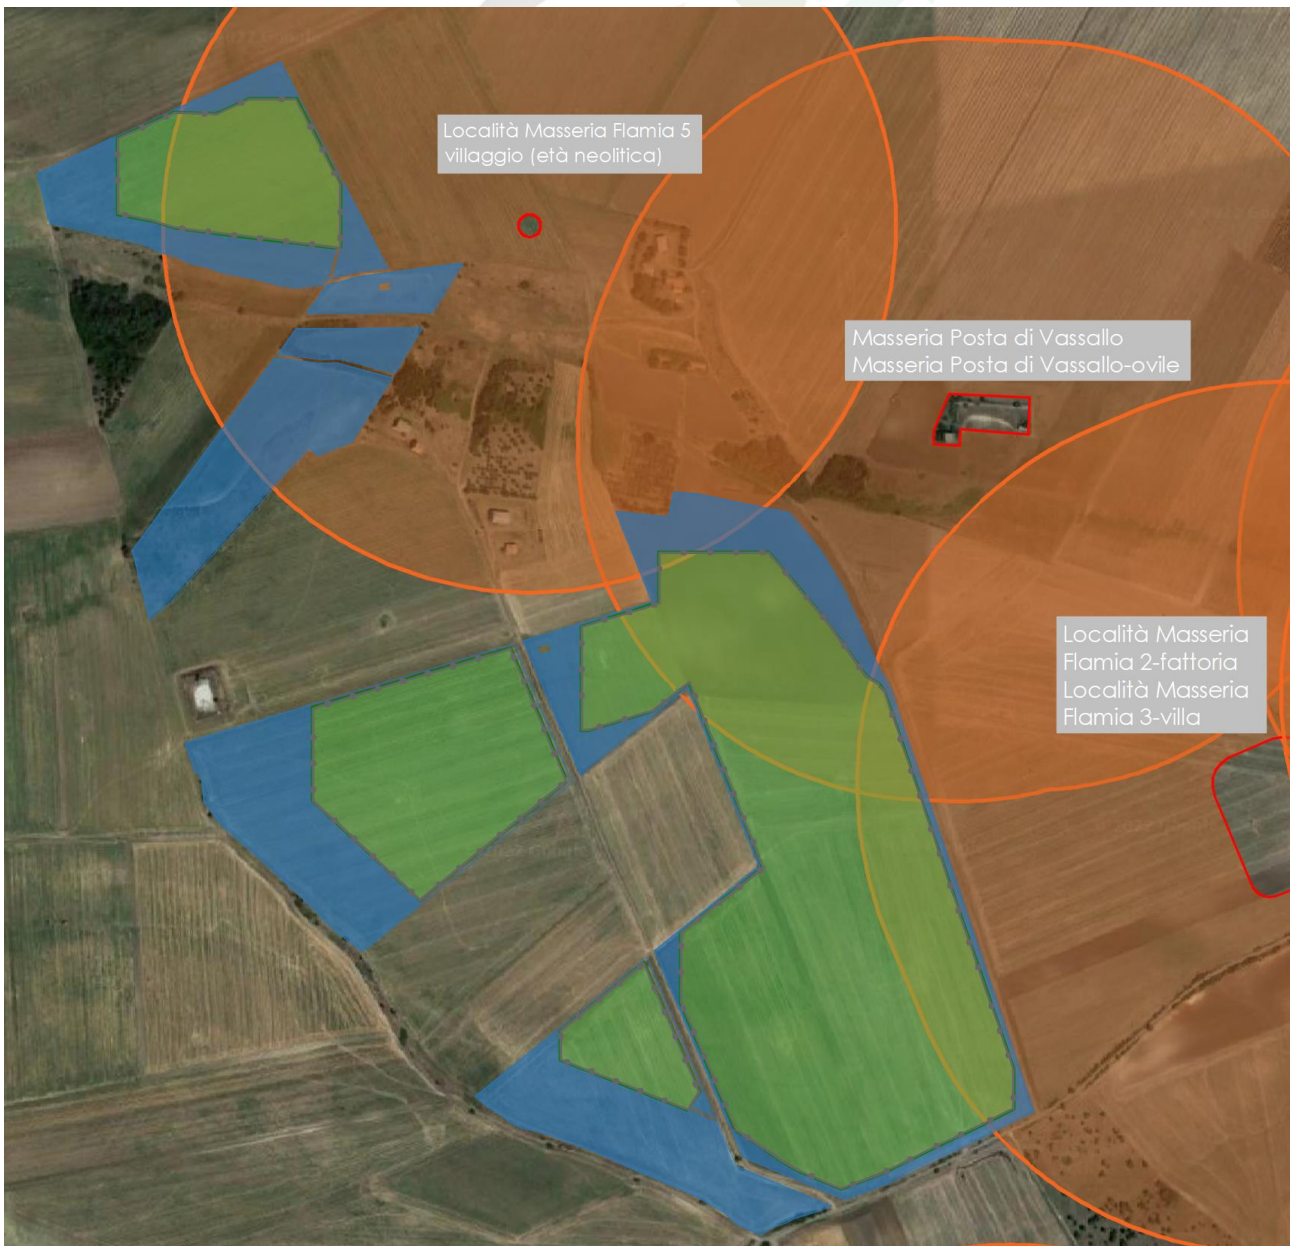 Località Masseria Flamia 5
villaggio (età neolitica)
Masseria Posta di Vassallo
Masseria Posta di Vassallo-ovile
Località Masseria
Flamia 2-fattoria
Località Masseria
Flamia 3-villa